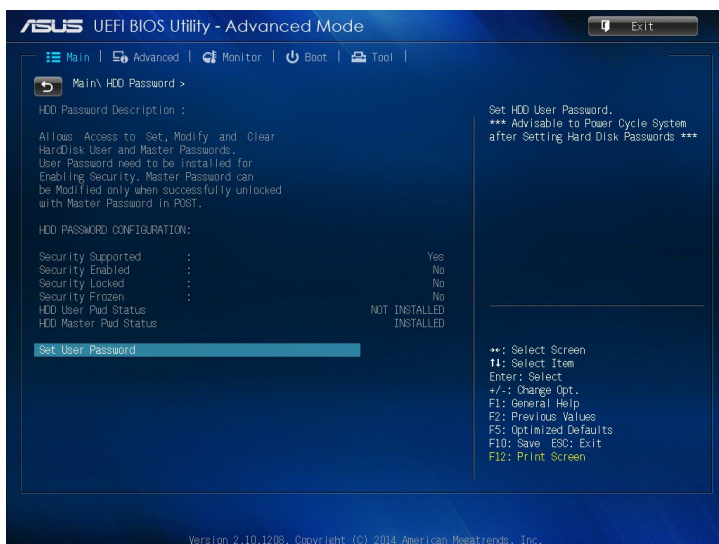 ASUS UEFI BIOS Utility - Advanced Mode
Exit
Main Advanced Monitor Boot Tool
Main\ HDD Password >
HDD Password Description :
Allows Access to Set, Modify and Clear
HardDisk User and Master Passwords.
User Password need to be installed for
Enabling Security. Master Password can
be Modified only when successfully unlocked
with Master Password in POST.
HDD PASSWORD CONFIGURATION:
Security Supported : Yes
Security Enabled : No
Security Locked : No
Security Frozen : No
HDD User Pwd Status NOT INSTALLED
HDD Master Pwd Status INSTALLED
Set User Password
Set HDD User Password.
*** Advisable to Power Cycle System
after Setting Hard Disk Passwords ***
→←: Select Screen
↑↓: Select Item
Enter: Select
+/-: Change Opt.
F1: General Help
F2: Previous Values
F5: Optimized Defaults
F10: Save ESC: Exit
F12: Print Screen
Version 2.10.1208. Copyright (C) 2014 American Megatrends, Inc.